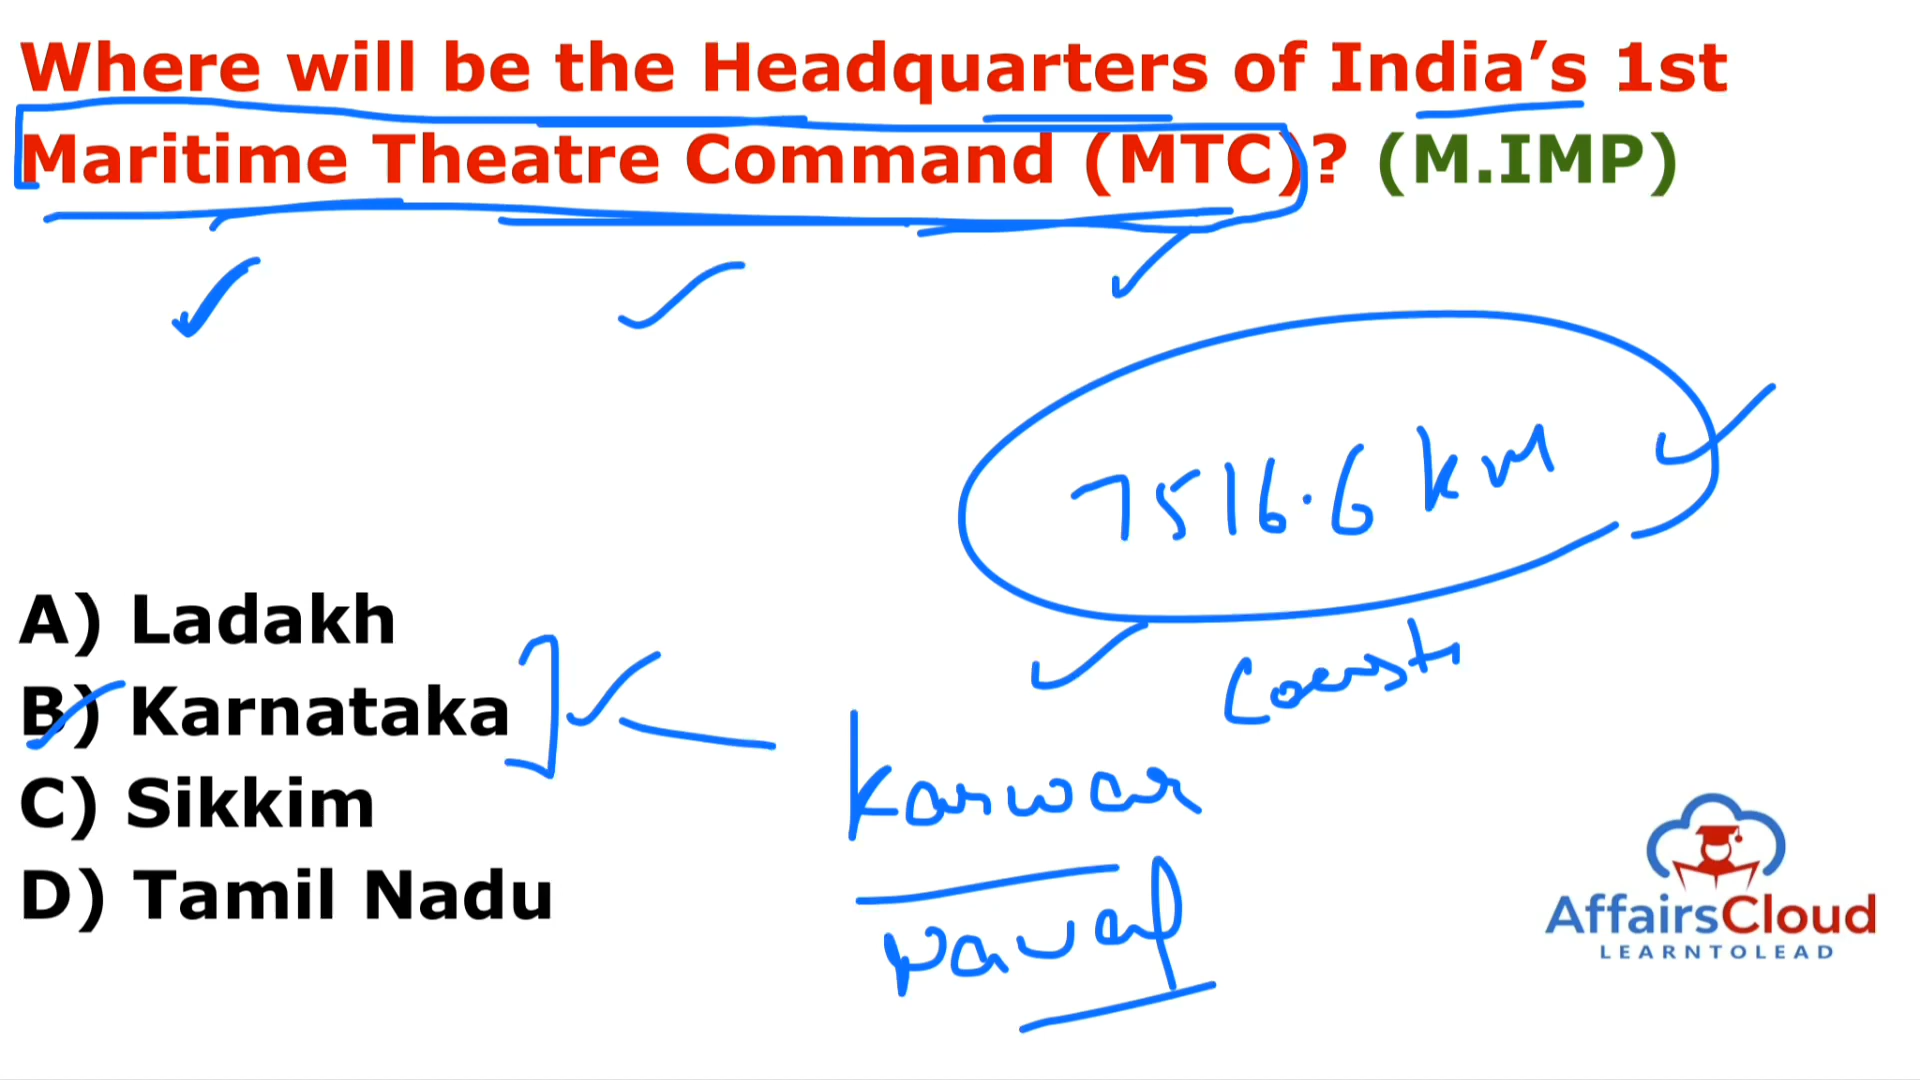 Where will be the Headquarters of India’s 1st
Maritime Theatre Command (MTC)? (M.IMP)
7516.6 km
Coast
A) Ladakh
B) Karnataka
C) Sikkim
D) Tamil Nadu
Karwar
Naval
AffairsCloud
LEARNTOLEAD